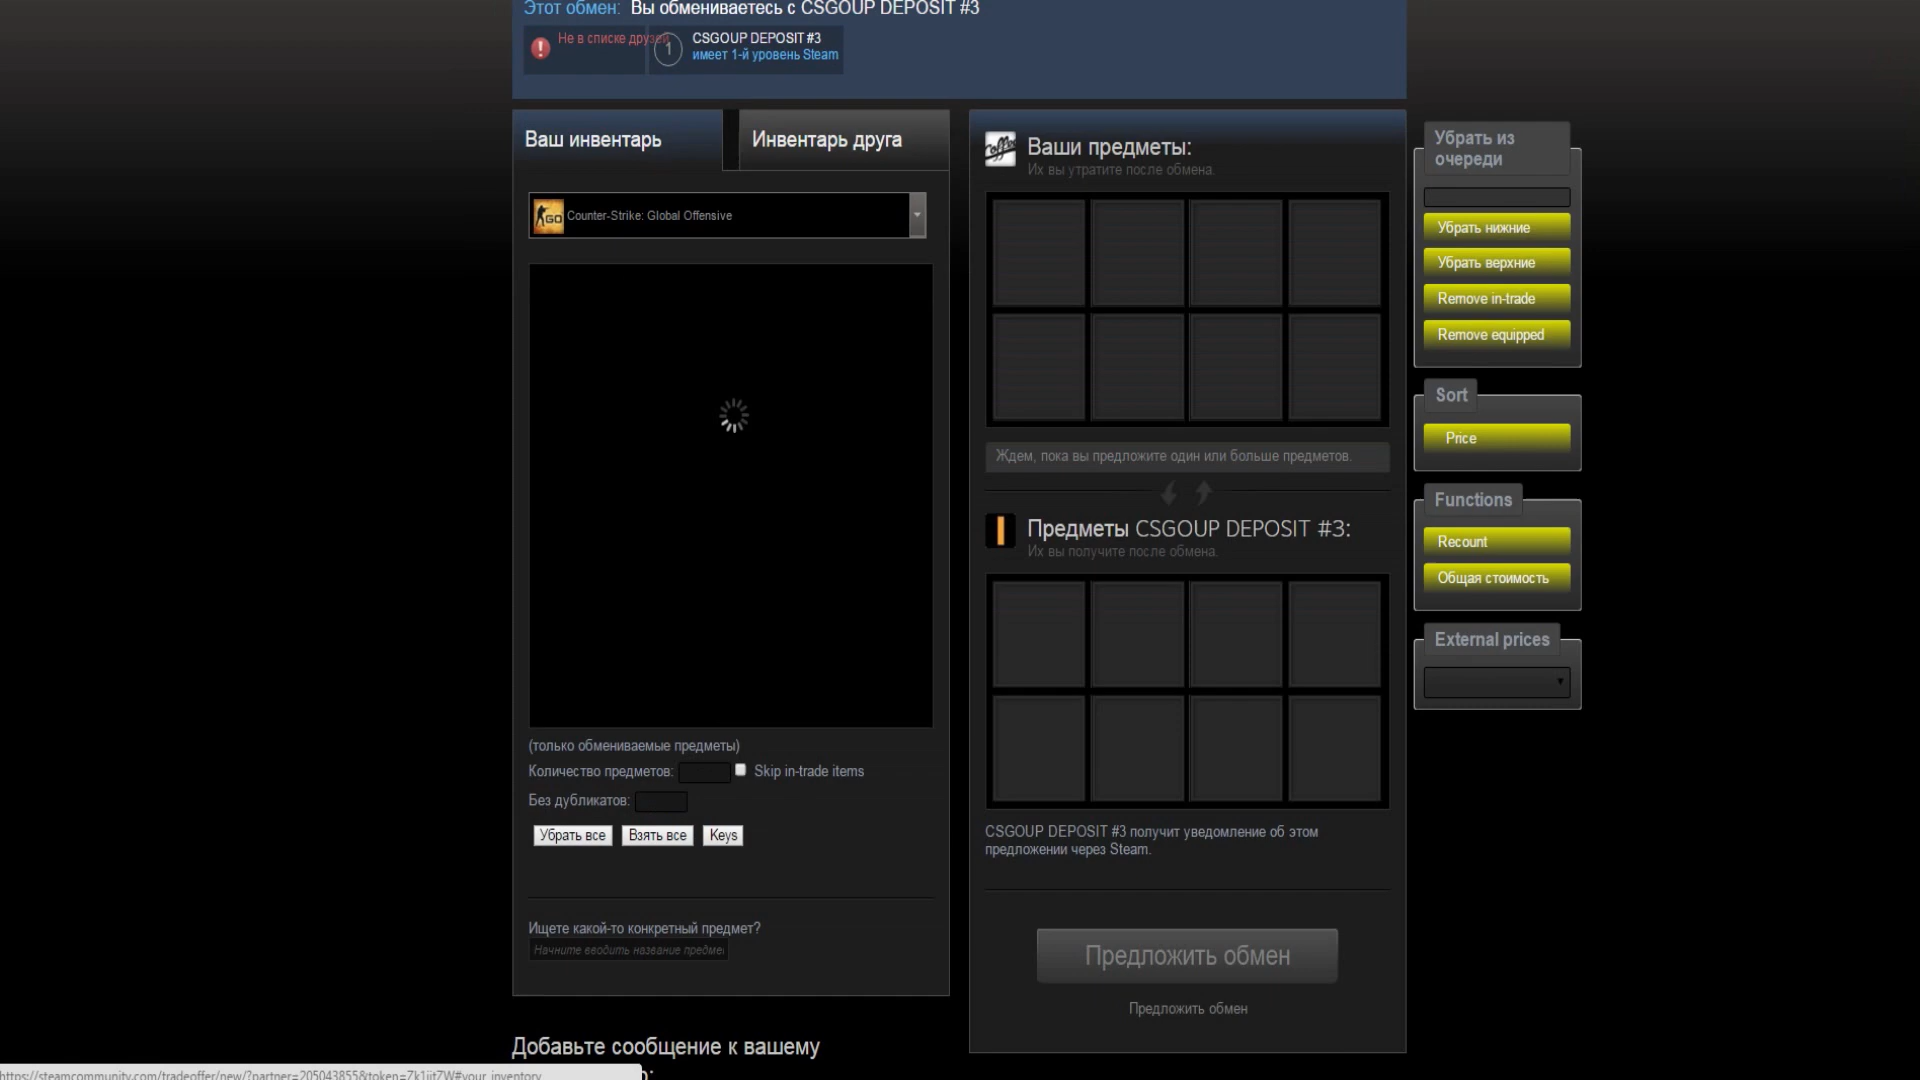 Этот обмен: Вы обмениваетесь с CSGOUP DEPOSIT #3
Не в списке друзей
1
CSGOUP DEPOSIT #3
имеет 1-й уровень Steam
Ваш инвентарь
Инвентарь друга
GO
Counter-Strike: Global Offensive
(только обмениваемые предметы)
Количество предметов:
Skip in-trade items
Без дубликатов:
Убрать все
Взять все
Keys
Ищете какой-то конкретный предмет?
Начните вводить название предме
Добавьте сообщение к вашему
Ваши предметы:
Их вы утратите после обмена.
Ждем, пока вы предложите один или больше предметов.
Предметы CSGOUP DEPOSIT #3:
Их вы получите после обмена.
CSGOUP DEPOSIT #3 получит уведомление об этом
предложении через Steam.
Предложить обмен
Предложить обмен
Убрать из
очереди
Убрать нижние
Убрать верхние
Remove in-trade
Remove equipped
Sort
Price
Functions
Recount
Общая стоимость
External prices